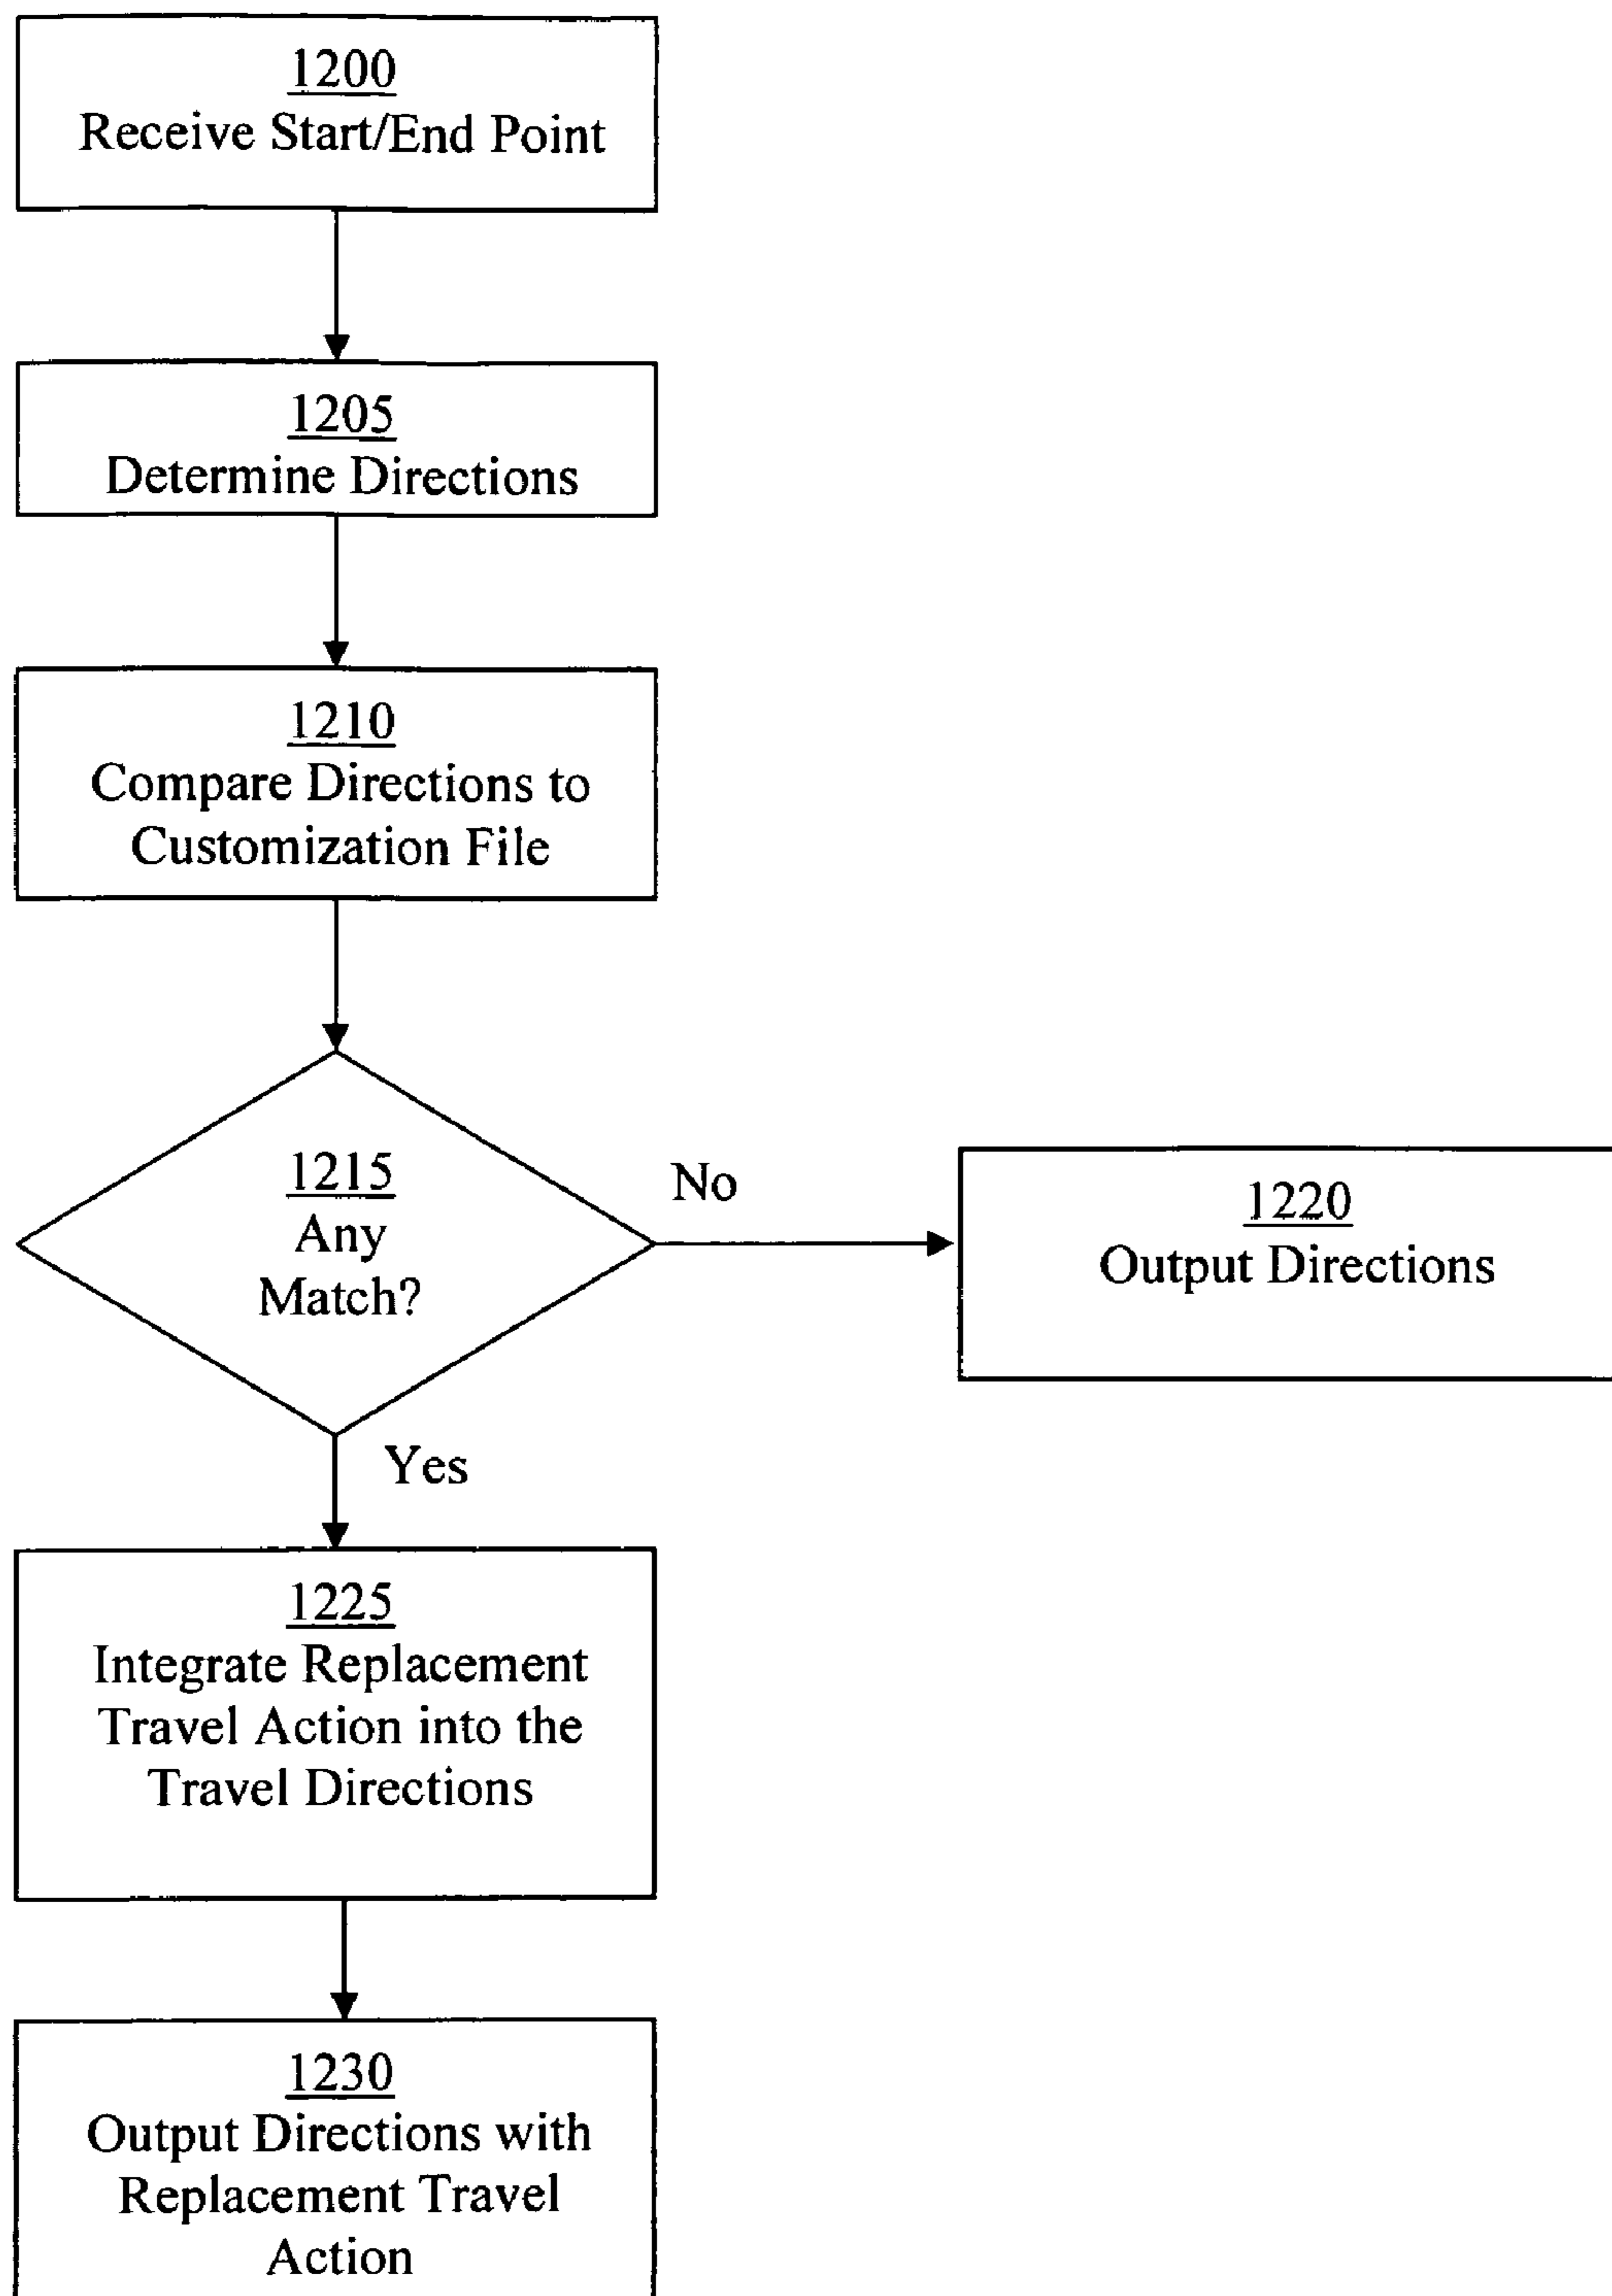 1200
Receive Start/End Point
1205
Determine Directions
1210
Compare Directions to
Customization File
1215
Any
Match?
No
1220
Output Directions
Yes
1225
Integrate Replacement
Travel Action into the
Travel Directions
1230
Output Directions with
Replacement Travel
Action